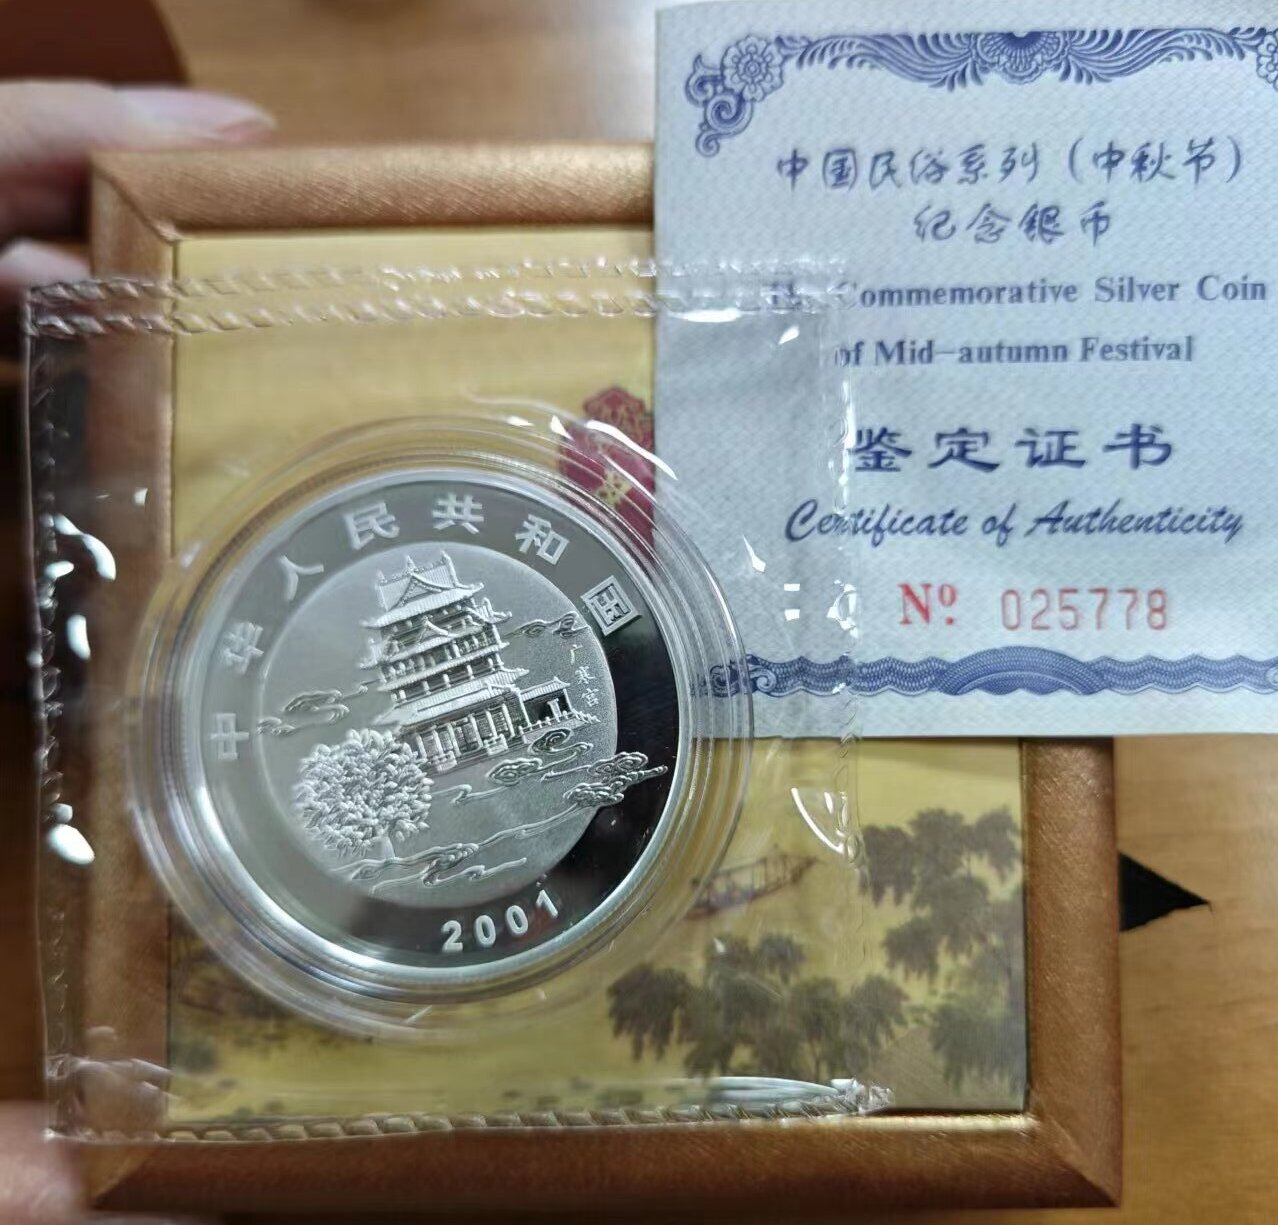 中国民俗系列（中秋节）
纪念银币
The Commemorative Silver Coin
of Mid-autumn Festival
鉴定证书
Certificate of Authenticity
Nº 025778
中华人民共和国
广寒宫
2001